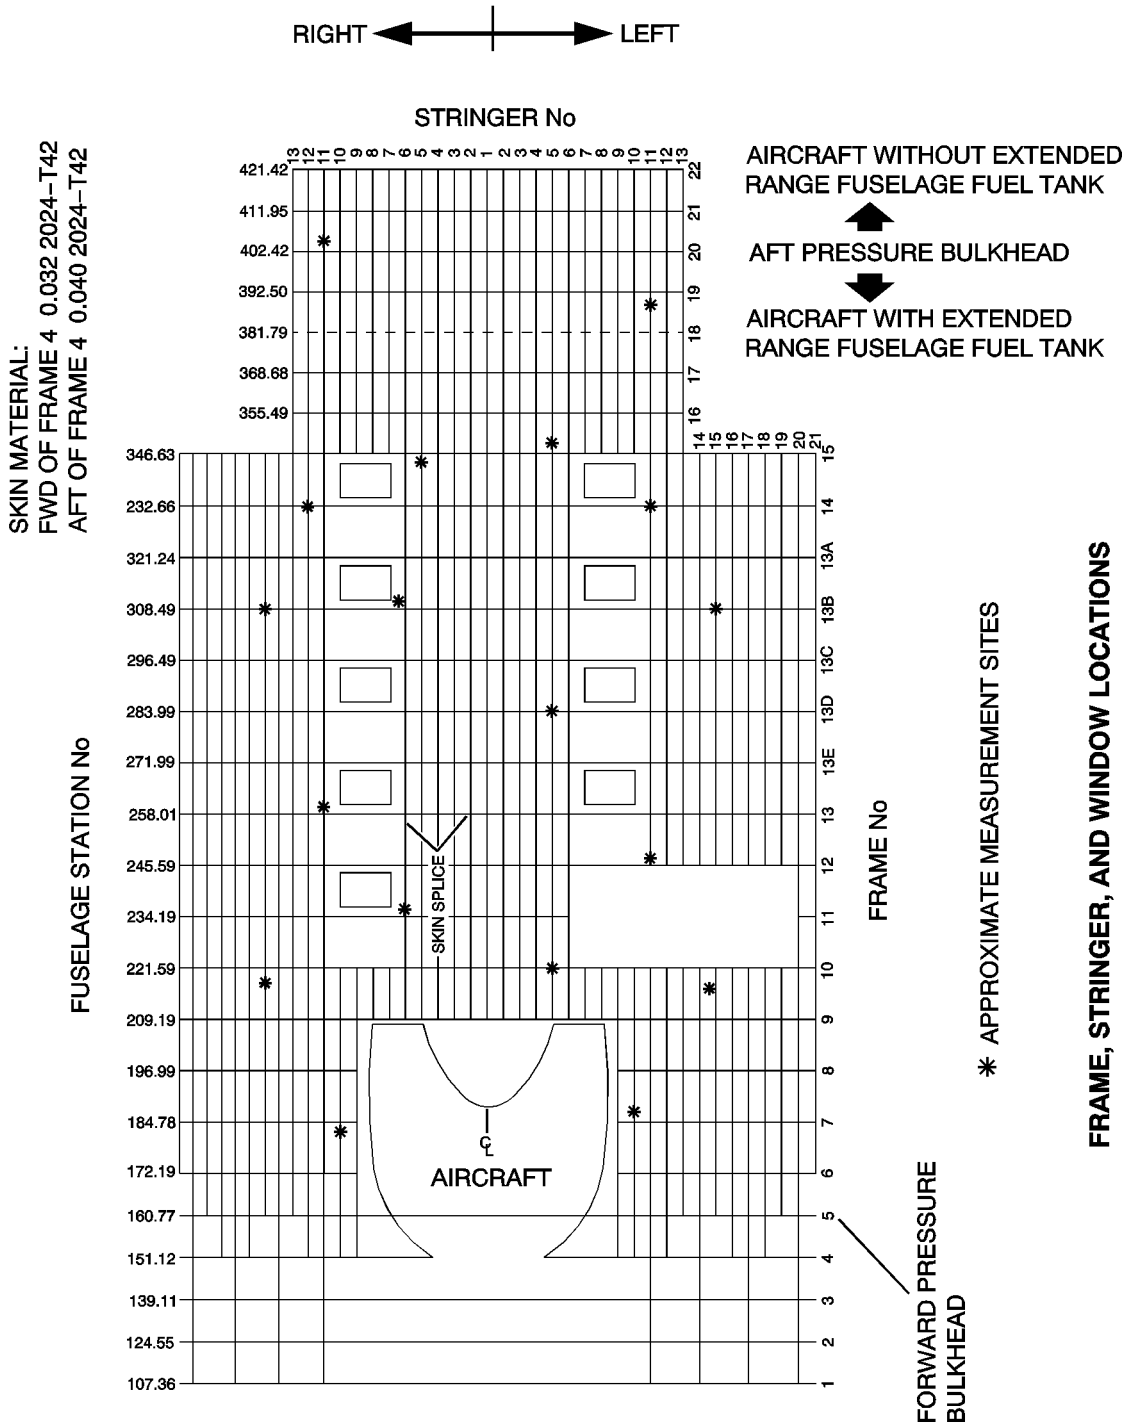 RIGHT LEFT
STRINGER No
13 12 11 10 9 8 7 6 5 4 3 2 1 2 3 4 5 6 7 8 9 10 11 12 13
SKIN MATERIAL:
FWD OF FRAME 4 0.032 2024–T42
AFT OF FRAME 4 0.040 2024–T42
AIRCRAFT WITHOUT EXTENDED
RANGE FUSELAGE FUEL TANK
AFT PRESSURE BULKHEAD
AIRCRAFT WITH EXTENDED
RANGE FUSELAGE FUEL TANK
421.42 22
411.95 21
402.42 20
392.50 19
381.79 18
368.68 17
355.49 16
14 15 16 17 18 19 20 21
346.63 15
232.66 14
321.24 13A
308.49 13B
296.49 13C
283.99 13D
271.99 13E
258.01 13
245.59 12
234.19 11
221.59 10
209.19 9
196.99 8
184.78 7
172.19 6
160.77 5
151.12 4
139.11 3
124.55 2
107.36 1
FUSELAGE STATION No
SKIN SPLICE
CL
AIRCRAFT
FRAME No
* APPROXIMATE MEASUREMENT SITES
FORWARD PRESSURE
BULKHEAD
FRAME, STRINGER, AND WINDOW LOCATIONS